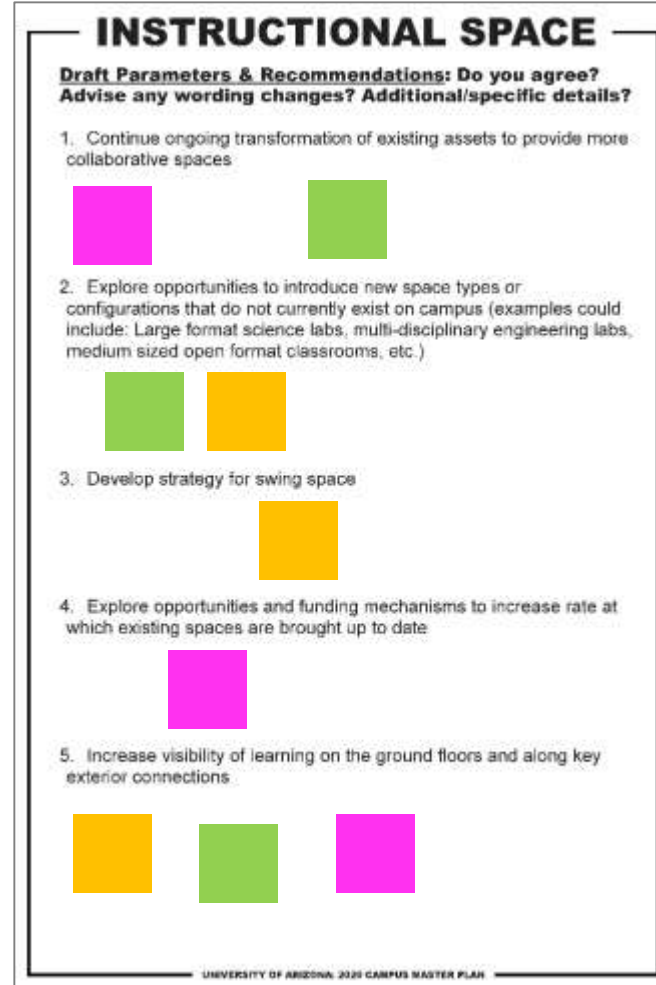 INSTRUCTIONAL SPACE
Draft Parameters & Recommendations: Do you agree?
Advise any wording changes? Additional/specific details?
1. Continue ongoing transformation of existing assets to provide more
collaborative spaces
2. Explore opportunities to introduce new space types or
configurations that do not currently exist on campus (examples could
include: Large format science labs, multi-disciplinary engineering labs,
medium sized open format classrooms, etc.)
3. Develop strategy for swing space
4. Explore opportunities and funding mechanisms to increase rate at
which existing spaces are brought up to date
5. Increase visibility of learning on the ground floors and along key
exterior connections
UNIVERSITY OF ARIZONA: 2020 CAMPUS MASTER PLAN